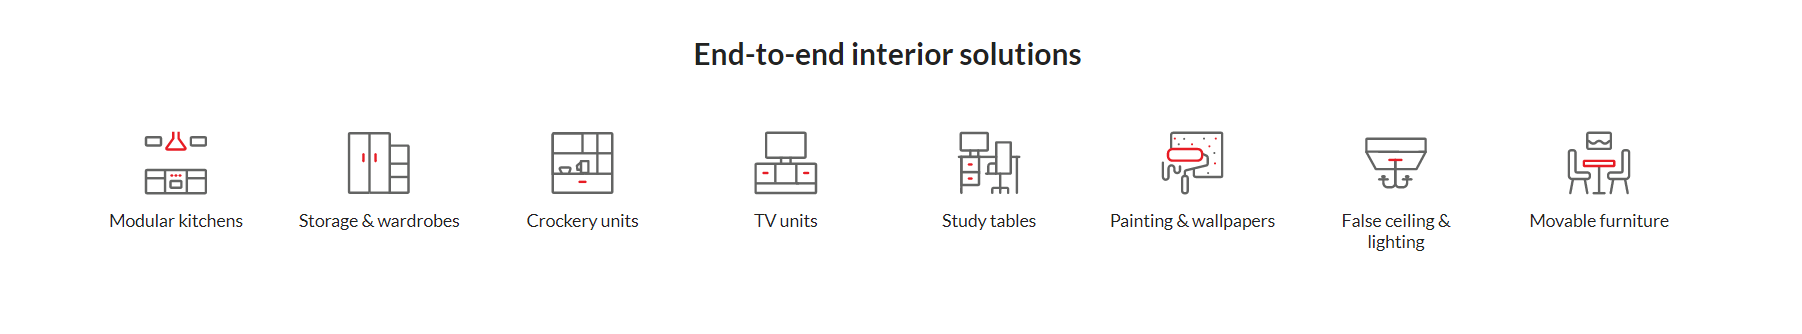 End-to-end interior solutions
Modular kitchens
Storage & wardrobes
Crockery units
TV units
Study tables
Painting & wallpapers
False ceiling &
lighting
Movable furniture